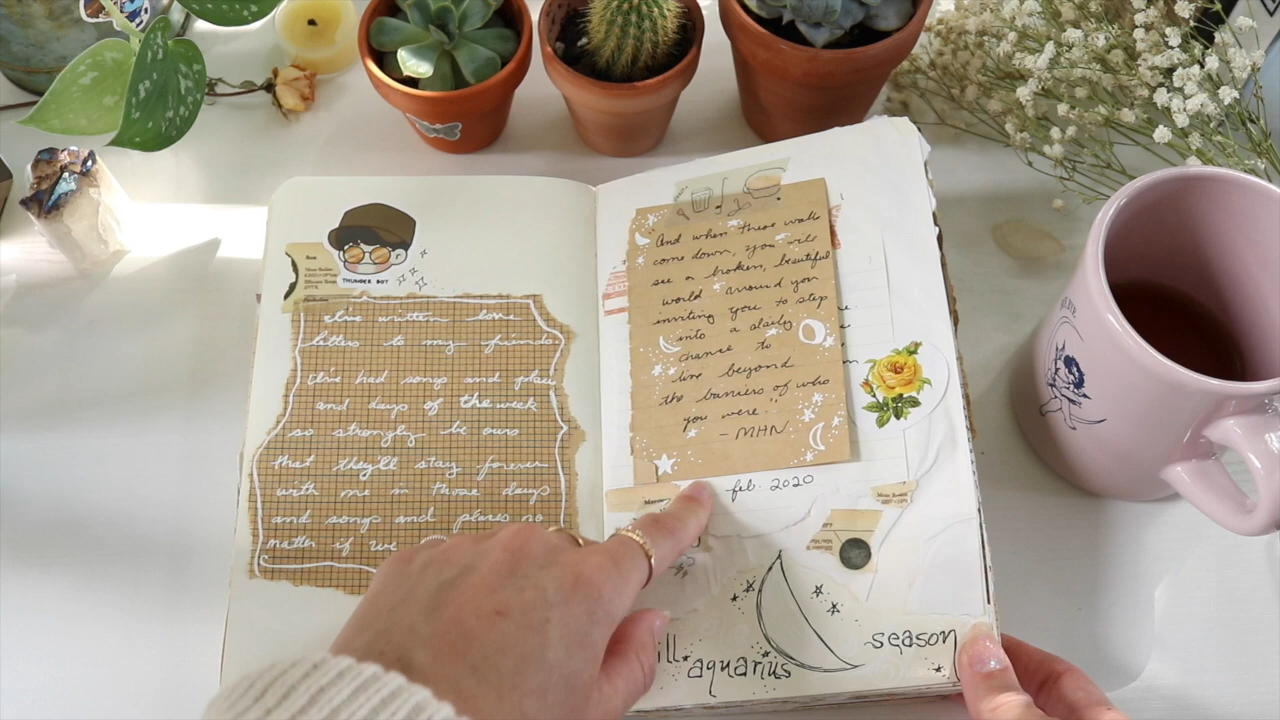 THUNDER BOY
I've written love
letters to my friends
I've had songs and places
and days of the week
so strongly be ours
that they'll stay forever
with me in those days
and songs and places no
matter if we
And when these walls
come down, you will
see a broken, beautiful
world around you
inviting you to step
into a daily
chance to
live beyond
the barriers of who
you were."
- MHN
feb. 2020
ill aquarius season